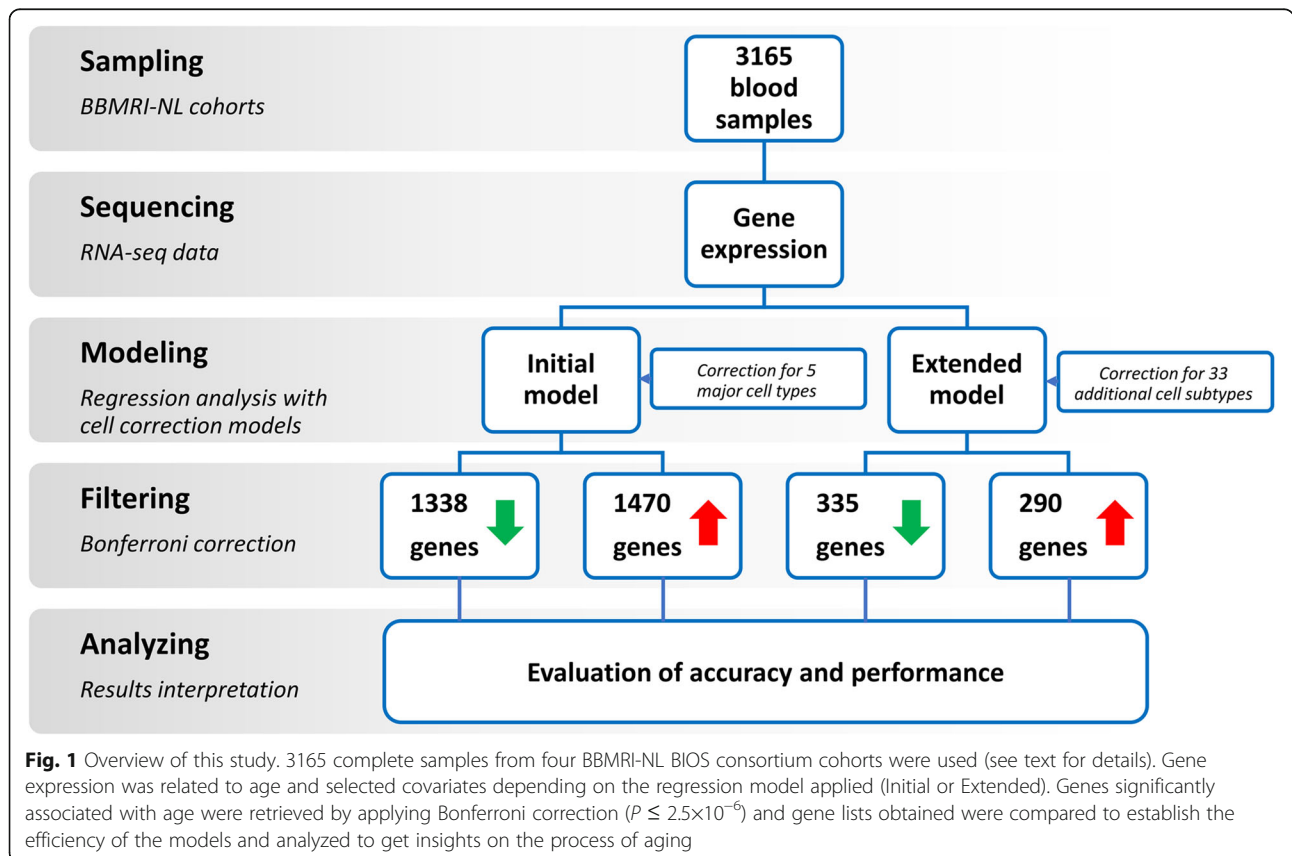 Sampling
BBMRI-NL cohorts
3165
blood
samples
Sequencing
RNA-seq data
Gene
expression
Modeling
Regression analysis with
cell correction models
Initial
model
Correction for 5
major cell types
Extended
model
Correction for 33
additional cell subtypes
Filtering
Bonferroni correction
1338
genes
1470
genes
335
genes
290
genes
Analyzing
Results interpretation
Evaluation of accuracy and performance
Fig. 1 Overview of this study. 3165 complete samples from four BBMRI-NL BIOS consortium cohorts were used (see text for details). Gene
expression was related to age and selected covariates depending on the regression model applied (Initial or Extended). Genes significantly
associated with age were retrieved by applying Bonferroni correction (P ≤ 2.5×10⁻⁶) and gene lists obtained were compared to establish the
efficiency of the models and analyzed to get insights on the process of aging